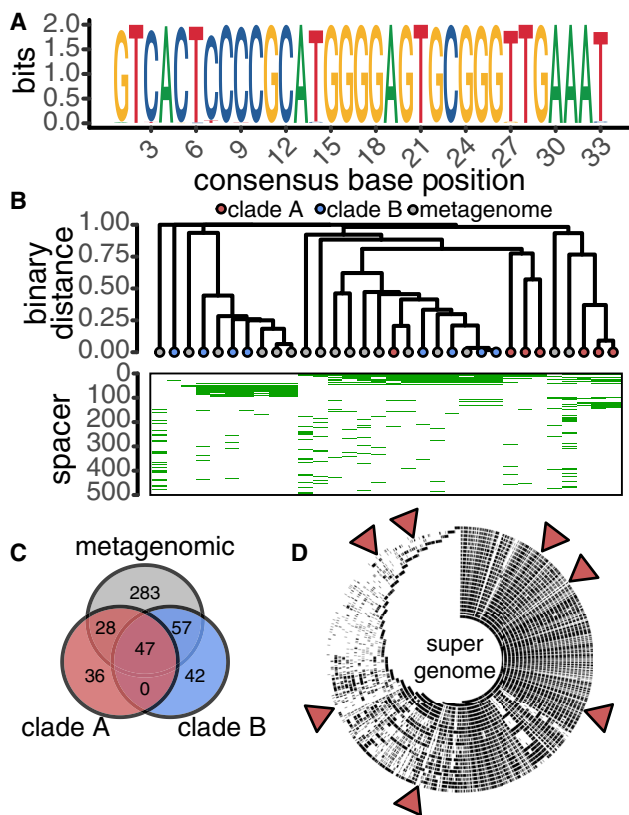 A
bits
2.0
1.5
1.0
0.5
0.0
GTCACTCCCCGCATGGGGAGTGCGGGTTGAAAT
3 6 9 12 15 18 21 24 27 30 33
consensus base position
B
clade A clade B metagenome
binary
distance
1.00
0.75
0.50
0.25
0.00
spacer
0
100
200
300
400
500
C
metagenomic
283
28 57
47
36 42
0
clade A clade B
D
super
genome